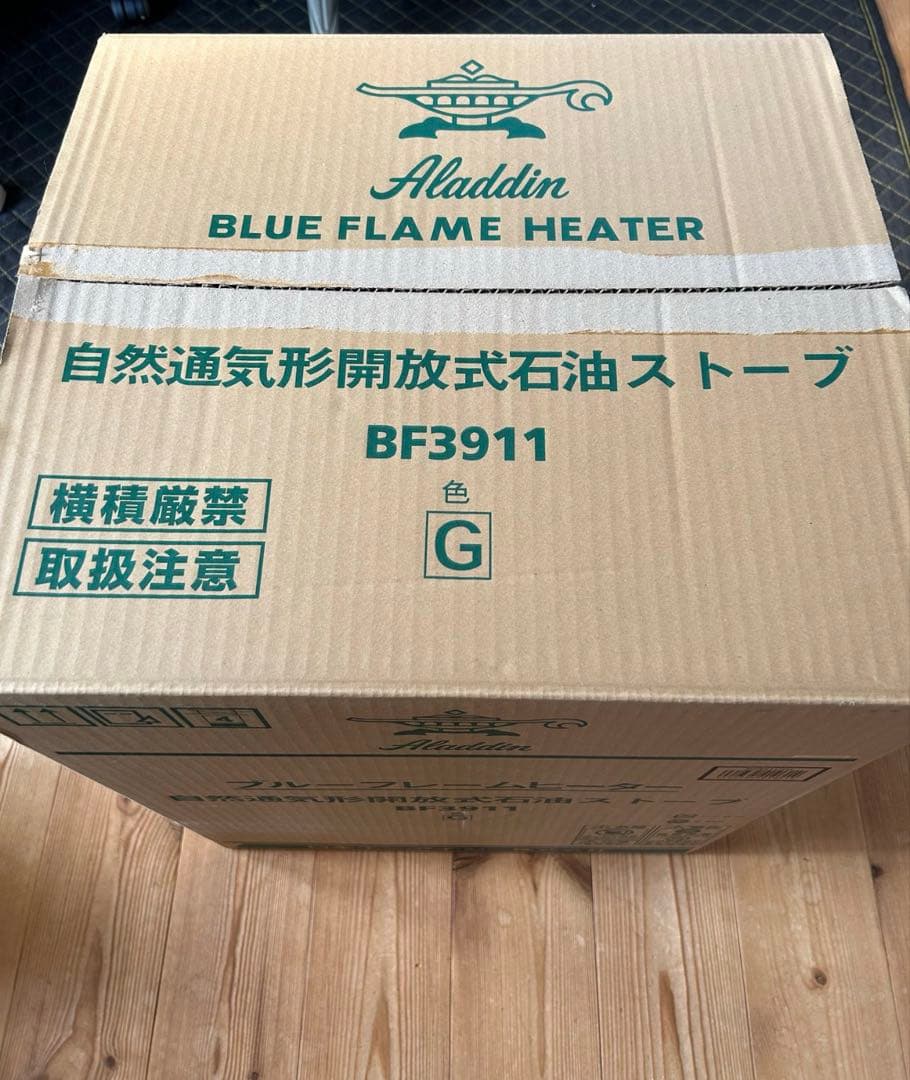 Aladdin
BLUE FLAME HEATER
自然通気形開放式石油ストーブ
BF3911
色
G
横積厳禁
取扱注意
4
Aladdin
ブルーフレームヒーター
自然通気形開放式石油ストーブ
BF3911
G